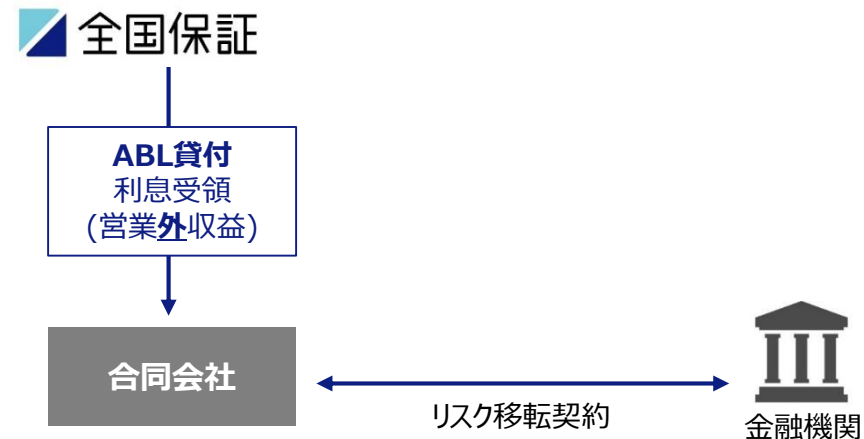 全国保証
ABL貸付
利息受領
(営業外収益)
合同会社
リスク移転契約
金融機関